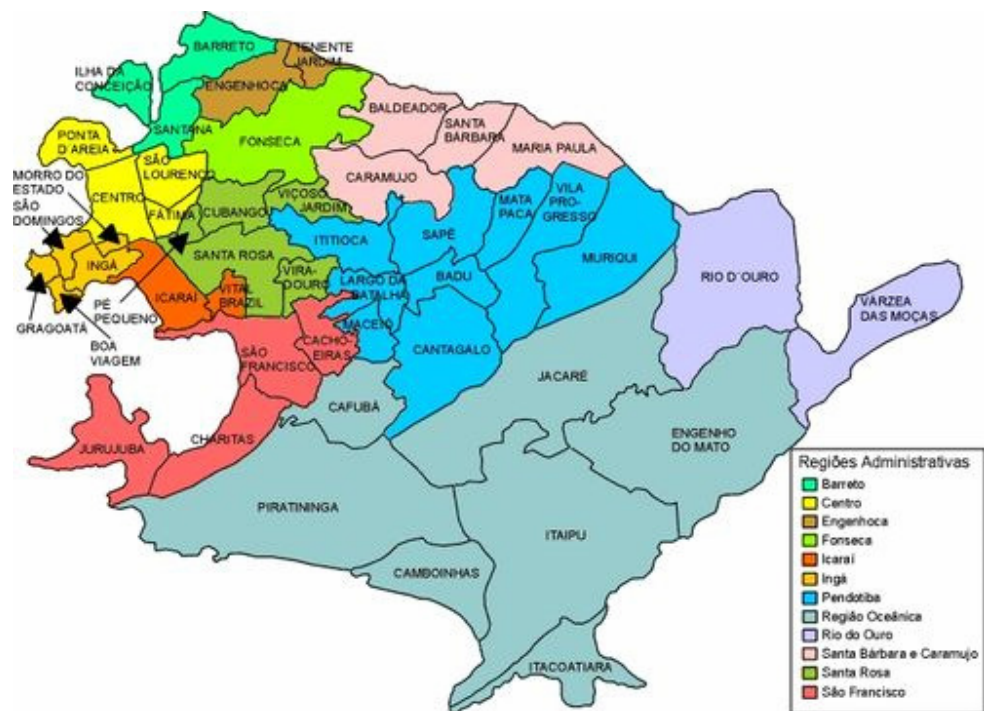 BARRETO
TENENTE
JARDIM
ILHA DA
CONCEIÇÃO
ENGENHOCA
BALDEADOR
SANTANA
SANTA
BÁRBARA
PONTA
D'AREIA
FONSECA
MARIA PAULA
SÃO
LOURENÇO
MORRO DO
ESTADO
CARAMUJO
SÃO
DOMINGOS
CENTRO
VIÇOSO
JARDIM
MATA
PACA
VILA
PRO-
GRESSO
FÁTIMA
CUBANGO
ITITIOCA
SAPÊ
SANTA ROSA
MURIQUI
INGÁ
VIRA-
DOURO
LARGO DA
BATALHA
BADU
RIO D'OURO
ICARAÍ
VITAL
BRAZIL
PÉ
PEQUENO
GRAGOATÁ
MACEIÓ
VÁRZEA
DAS MOÇAS
BOA
VIAGEM
SÃO
FRANCISCO
CACHO-
EIRAS
CANTAGALO
JACARÉ
CAFUBÁ
JURUJUBA
CHARITAS
ENGENHO
DO MATO
PIRATININGA
ITAIPU
CAMBOINHAS
ITACOATIARA
Regiões Administrativas
Barreto
Centro
Engenhoca
Fonseca
Icaraí
Ingá
Pendotiba
Região Oceânica
Rio do Ouro
Santa Bárbara e Caramujo
Santa Rosa
São Francisco